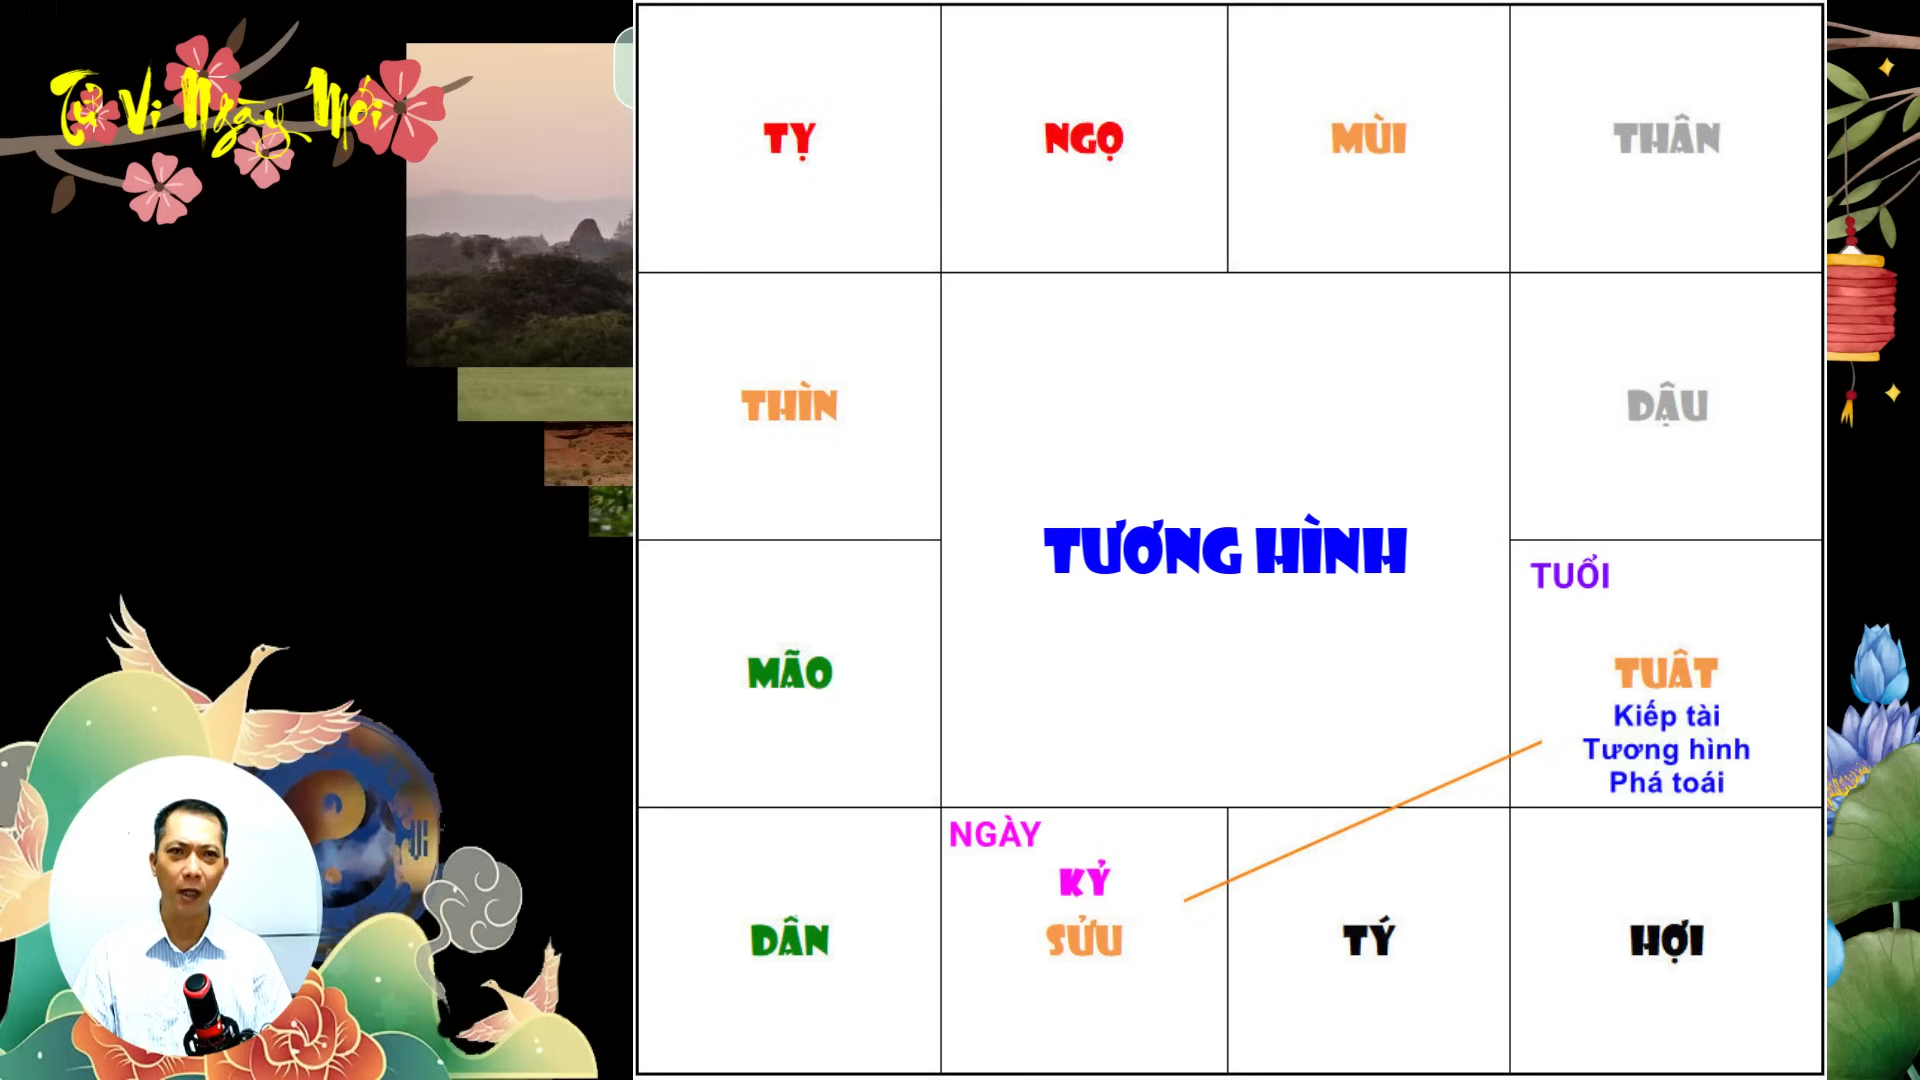 Tử Vi Ngày Mới
TỴ
NGỌ
MÙI
THÂN
THÌN
DẬU
TƯƠNG HÌNH
MÃO
TUỔI
TUẤT
Kiếp tài
Tương hình
Phá toái
DẦN
NGÀY
KỶ
SỬU
TÝ
HỢI